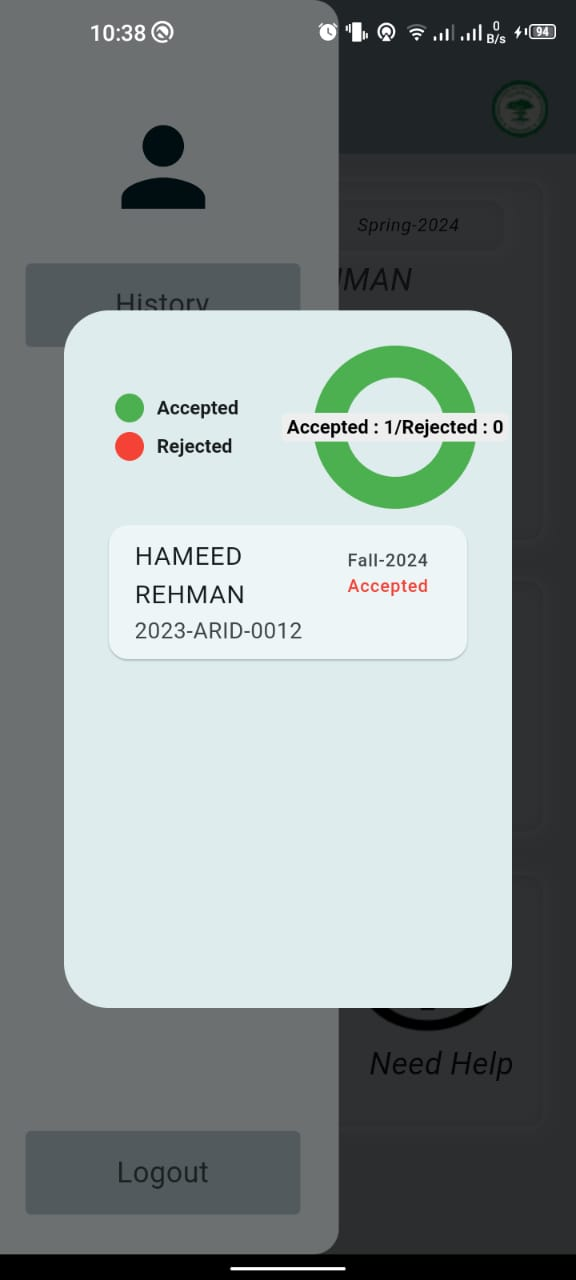 10:38
0
B/s
94
Spring-2024
MAN
History
Accepted
Rejected
Accepted : 1/Rejected : 0
HAMEED
REHMAN
2023-ARID-0012
Fall-2024
Accepted
Need Help
Logout